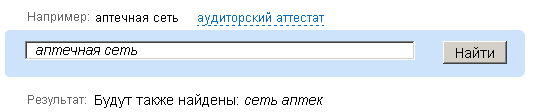 Например: аптечная сеть аудиторский аттестат
аптечная сеть Найти
Результат: Будут также найдены: сеть аптек